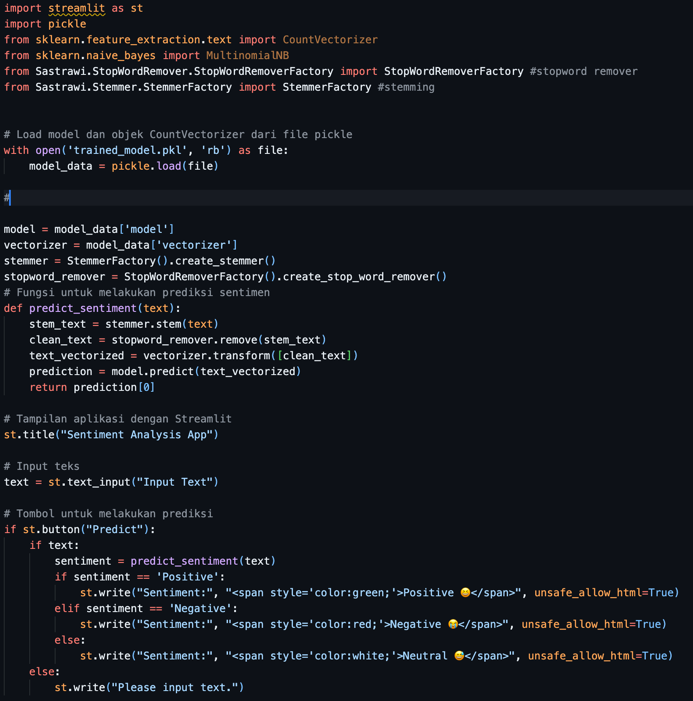 import streamlit as st
import pickle
from sklearn.feature_extraction.text import CountVectorizer
from sklearn.naive_bayes import MultinomialNB
from Sastrawi.StopWordRemover.StopWordRemoverFactory import StopWordRemoverFactory #stopword remover
from Sastrawi.Stemmer.StemmerFactory import StemmerFactory #stemming
# Load model dan objek CountVectorizer dari file pickle
with open('trained_model.pkl', 'rb') as file:
    model_data = pickle.load(file)
#
model = model_data['model']
vectorizer = model_data['vectorizer']
stemmer = StemmerFactory().create_stemmer()
stopword_remover = StopWordRemoverFactory().create_stop_word_remover()
# Fungsi untuk melakukan prediksi sentimen
def predict_sentiment(text):
    stem_text = stemmer.stem(text)
    clean_text = stopword_remover.remove(stem_text)
    text_vectorized = vectorizer.transform([clean_text])
    prediction = model.predict(text_vectorized)
    return prediction[0]
# Tampilan aplikasi dengan Streamlit
st.title("Sentiment Analysis App")
# Input teks
text = st.text_input("Input Text")
# Tombol untuk melakukan prediksi
if st.button("Predict"):
    if text:
        sentiment = predict_sentiment(text)
        if sentiment == 'Positive':
            st.write("Sentiment:", "<span style='color:green;'>Positive 😊</span>", unsafe_allow_html=True)
        elif sentiment == 'Negative':
            st.write("Sentiment:", "<span style='color:red;'>Negative 😢</span>", unsafe_allow_html=True)
        else:
            st.write("Sentiment:", "<span style='color:white;'>Neutral 😅</span>", unsafe_allow_html=True)
    else:
        st.write("Please input text.")